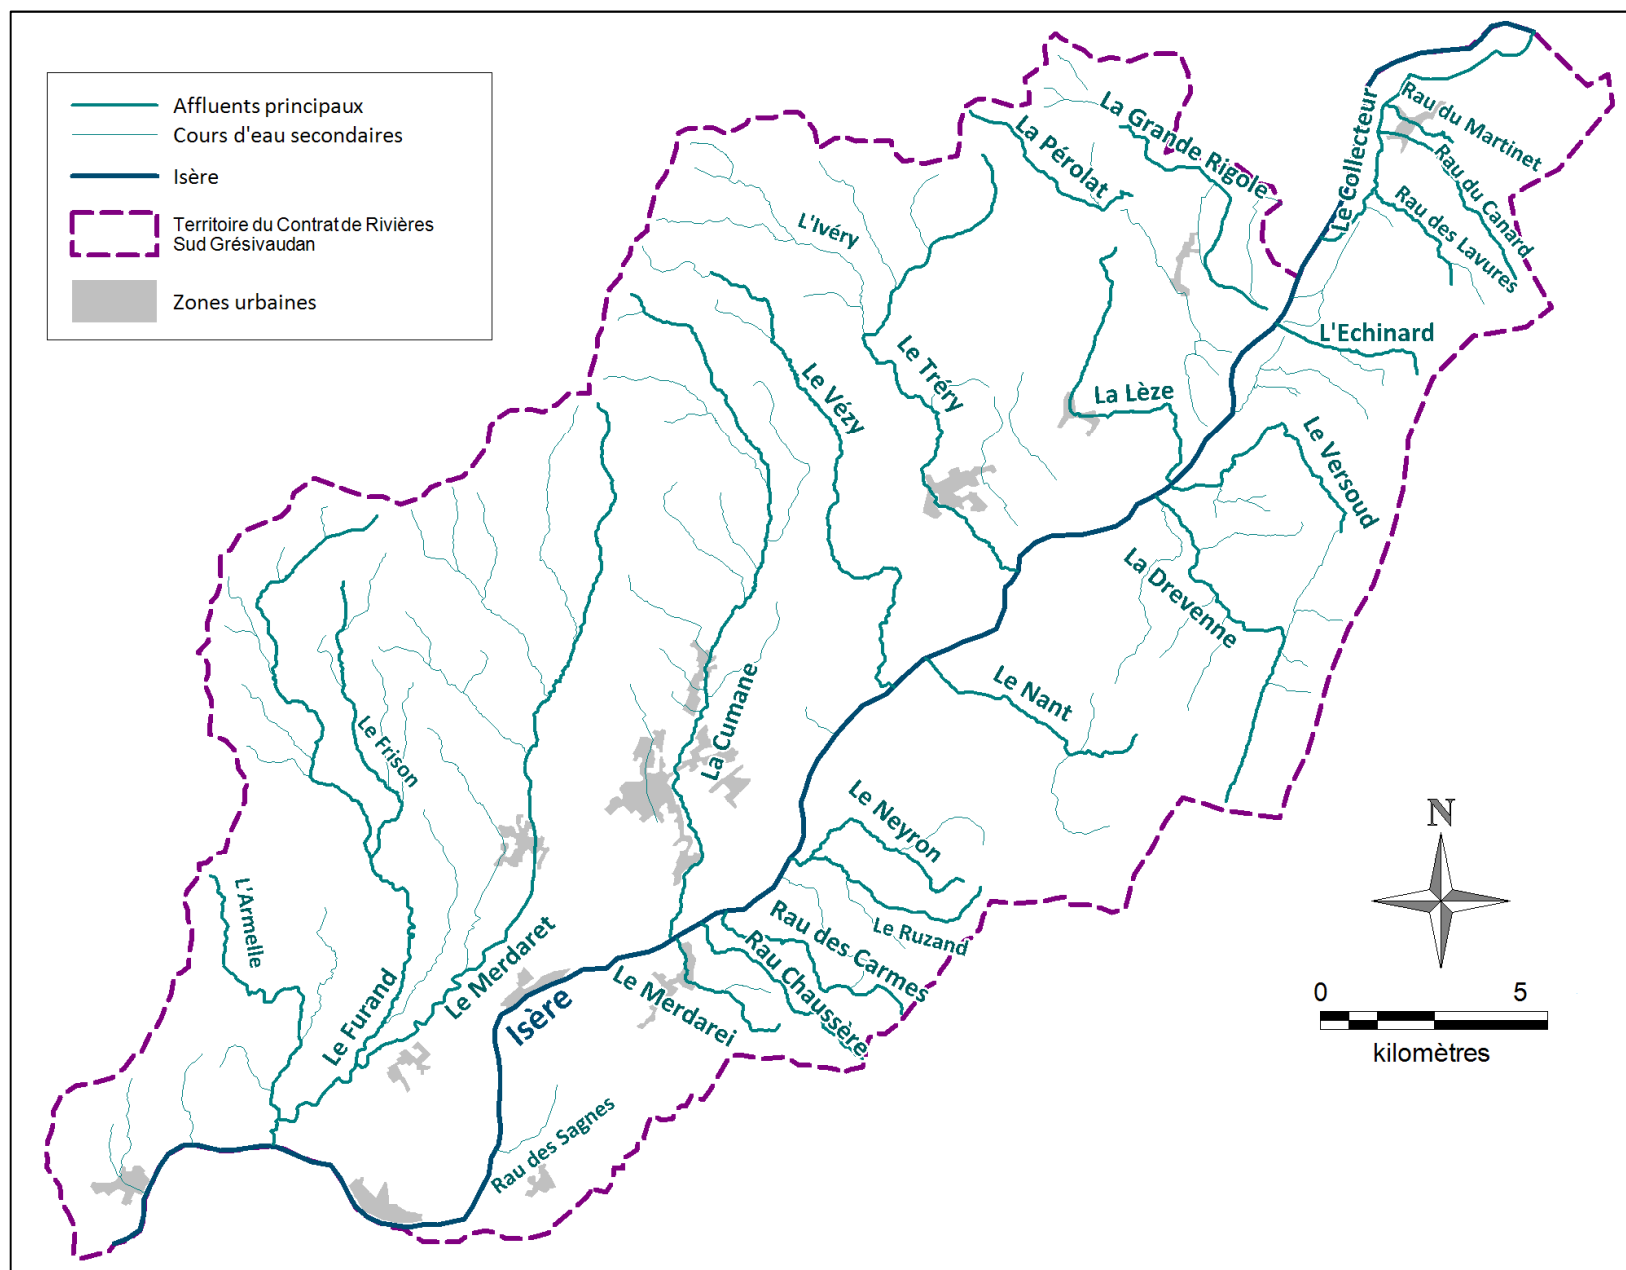 Affluents principaux
Cours d'eau secondaires
Isère
Territoire du Contrat de Rivières
Sud Grésivaudan
Zones urbaines
La Grande Rigole
La Pérolat
Le Collecteur
Rau du Martinet
Rau du Canard
Rau des Lavures
L'Ivéry
L'Echinard
Le Tréry
Le Vézy
La Lèze
Le Versoud
La Drevenne
Le Nant
La Cumane
Le Frison
Le Neyron
Le Ruzand
Rau des Carmes
Rau Chaussère
Le Merdarei
L'Armelle
Le Furand
Le Merdaret
Isère
Rau des Sagnes
N
0 5
kilomètres